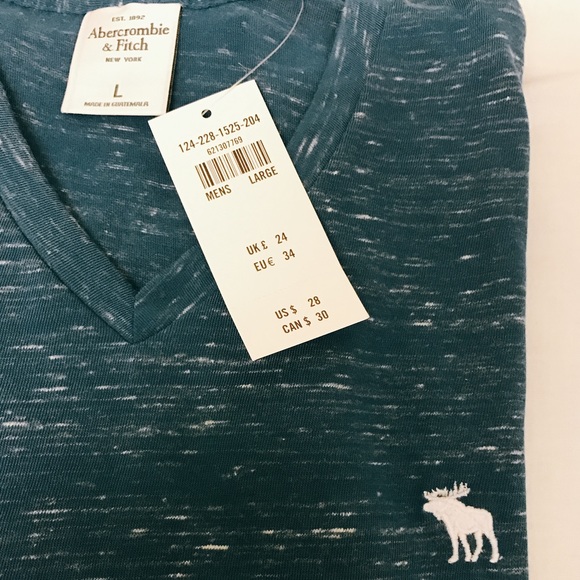 EST. 1892
Abercrombie
& Fitch
NEW YORK
L
MADE IN GUATEMALA
124-228-1525-204
621307769
MENS LARGE
UK £ 24
EU € 34
US $ 28
CAN $ 30